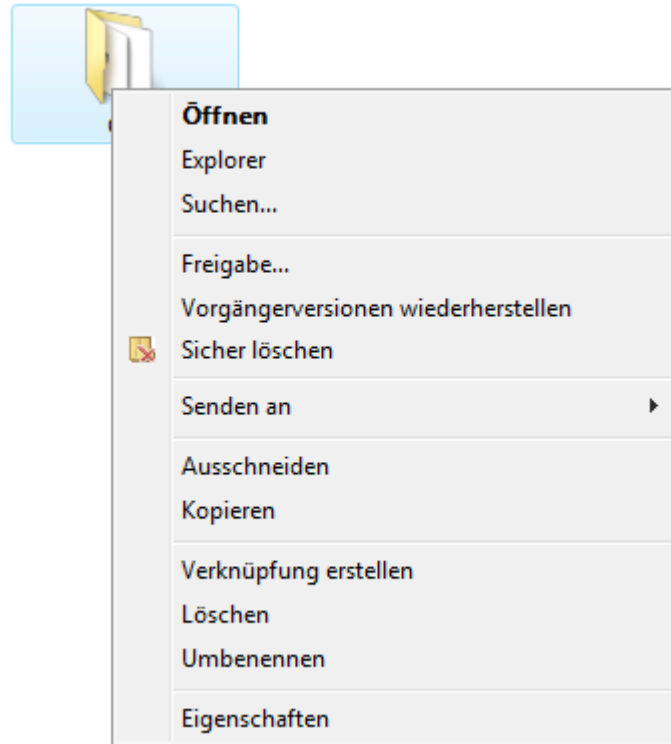 Öffnen
Explorer
Suchen...
Freigabe...
Vorgängerversionen wiederherstellen
Sicher löschen
Senden an
Ausschneiden
Kopieren
Verknüpfung erstellen
Löschen
Umbenennen
Eigenschaften